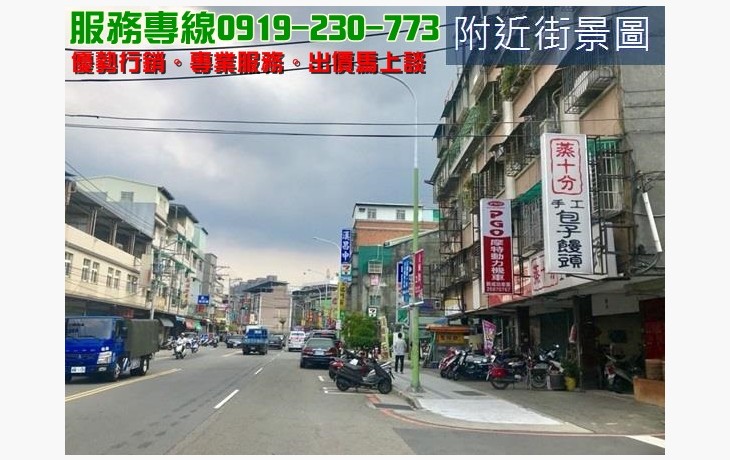 服務專線0919-230-773
附近街景圖
優勢行銷。專業服務。出價馬上談
蒸十分
手工
包子饅頭
PGO
摩特動力機車